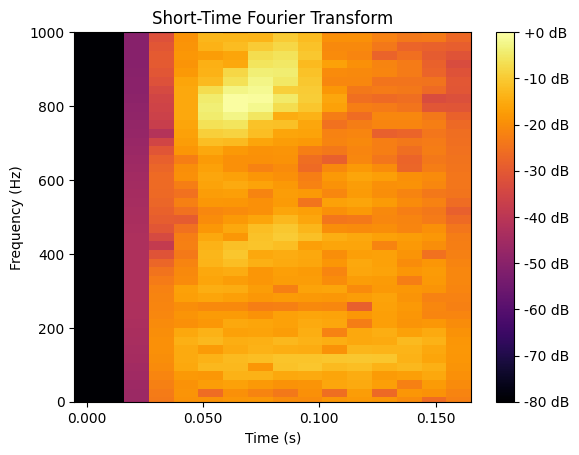 Short-Time Fourier Transform
1000
800
600
400
200
0
Frequency (Hz)
0.000
0.050
0.100
0.150
Time (s)
+0 dB
-10 dB
-20 dB
-30 dB
-40 dB
-50 dB
-60 dB
-70 dB
-80 dB